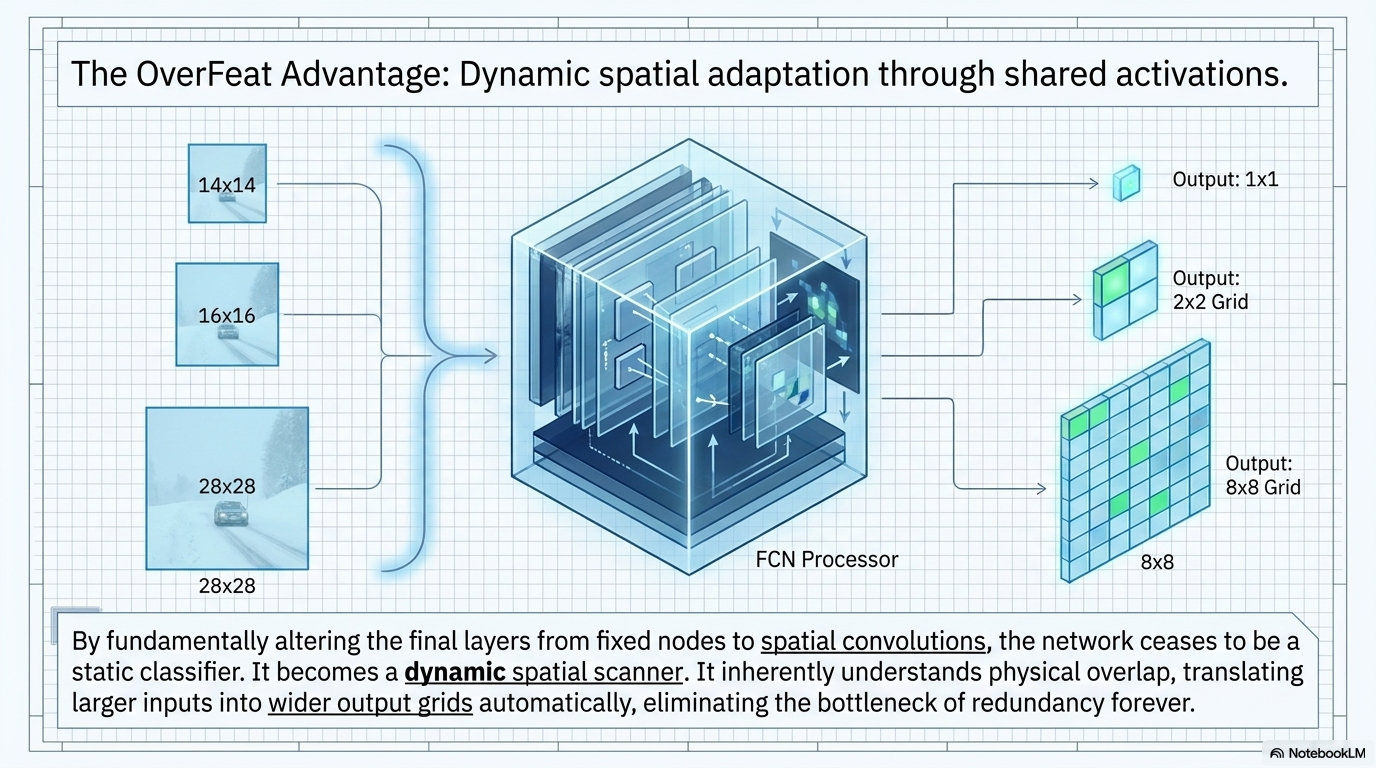 The OverFeat Advantage: Dynamic spatial adaptation through shared activations.
14x14
16x16
28x28
28x28
FCN Processor
Output: 1x1
Output:
2x2 Grid
Output:
8x8 Grid
8x8
By fundamentally altering the final layers from fixed nodes to spatial convolutions, the network ceases to be a
static classifier. It becomes a dynamic spatial scanner. It inherently understands physical overlap, translating
larger inputs into wider output grids automatically, eliminating the bottleneck of redundancy forever.
NotebookLM